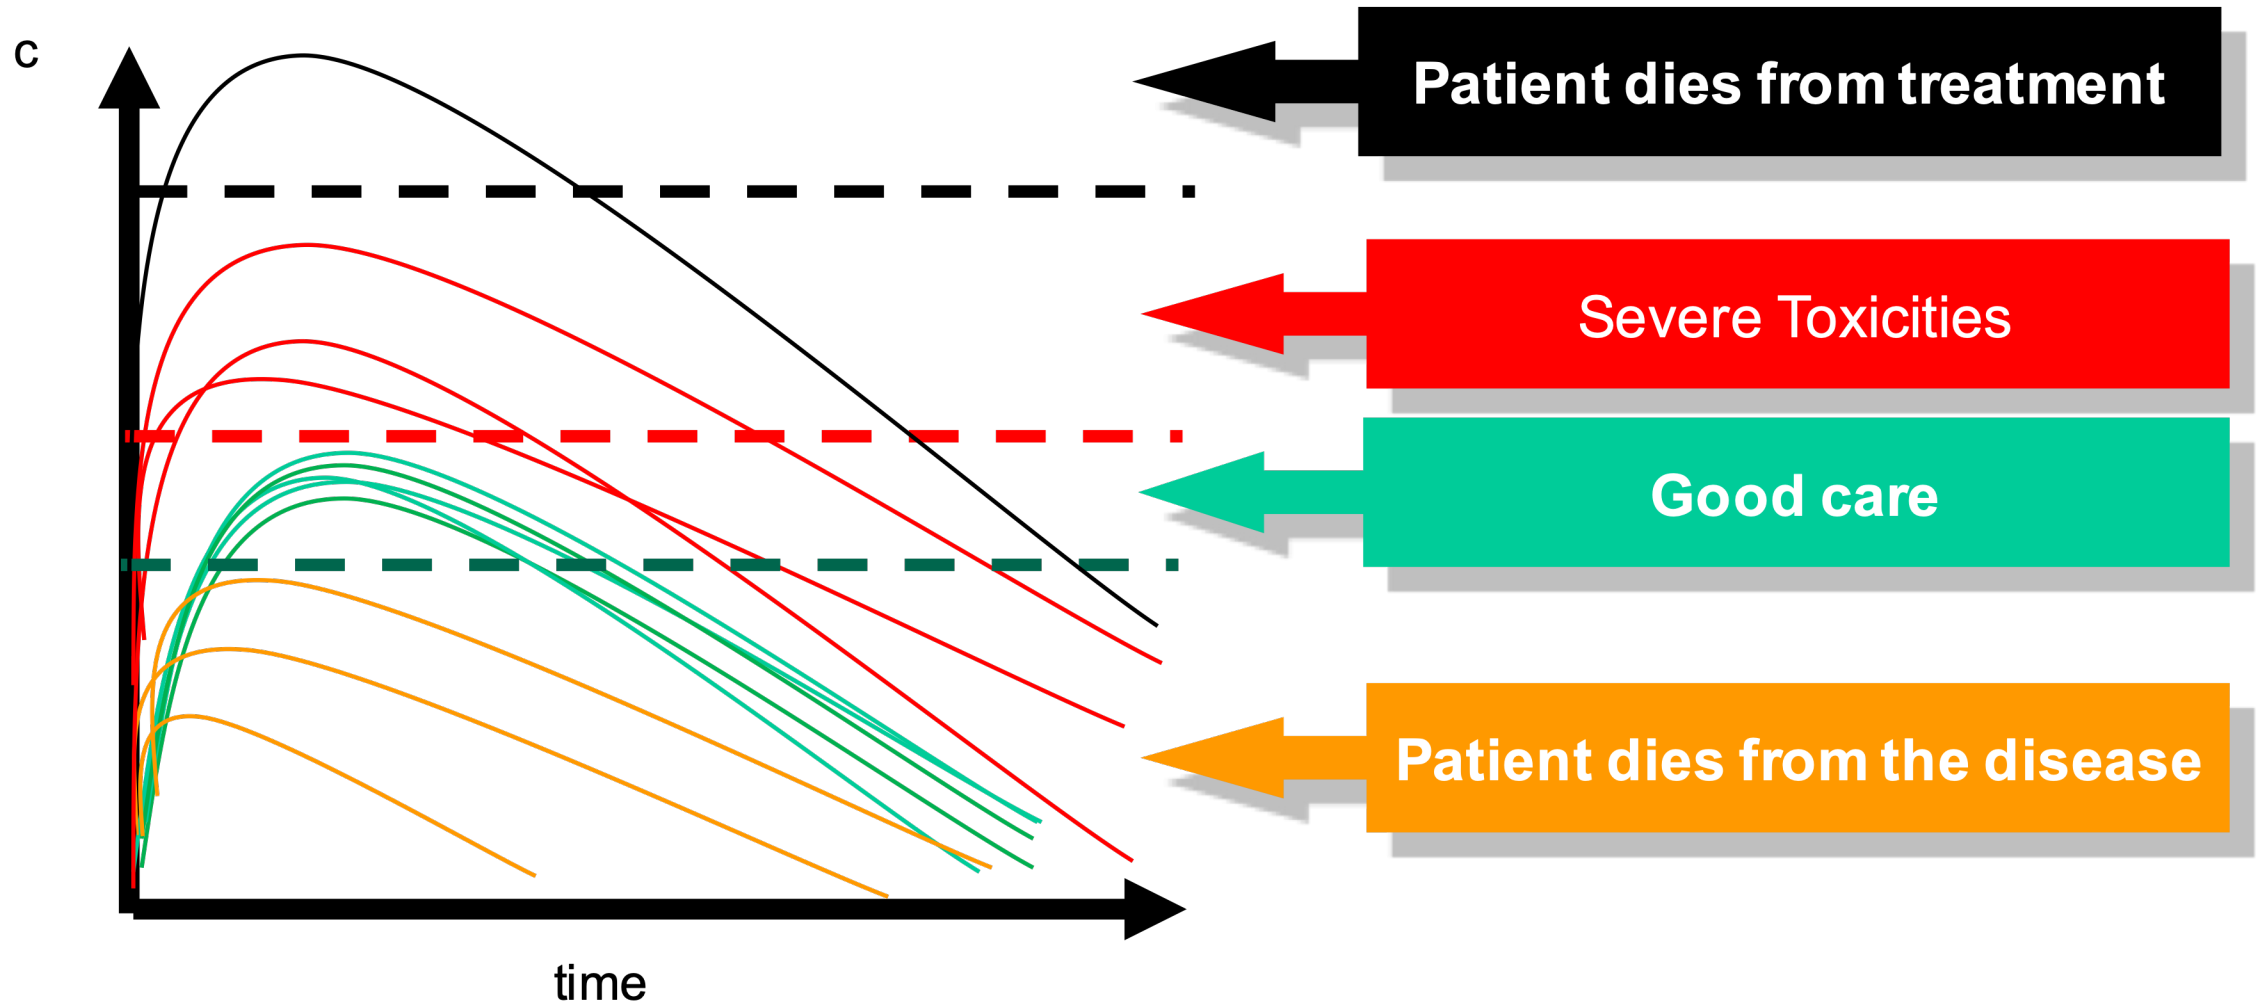 c
Patient dies from treatment
Severe Toxicities
Good care
Patient dies from the disease
time